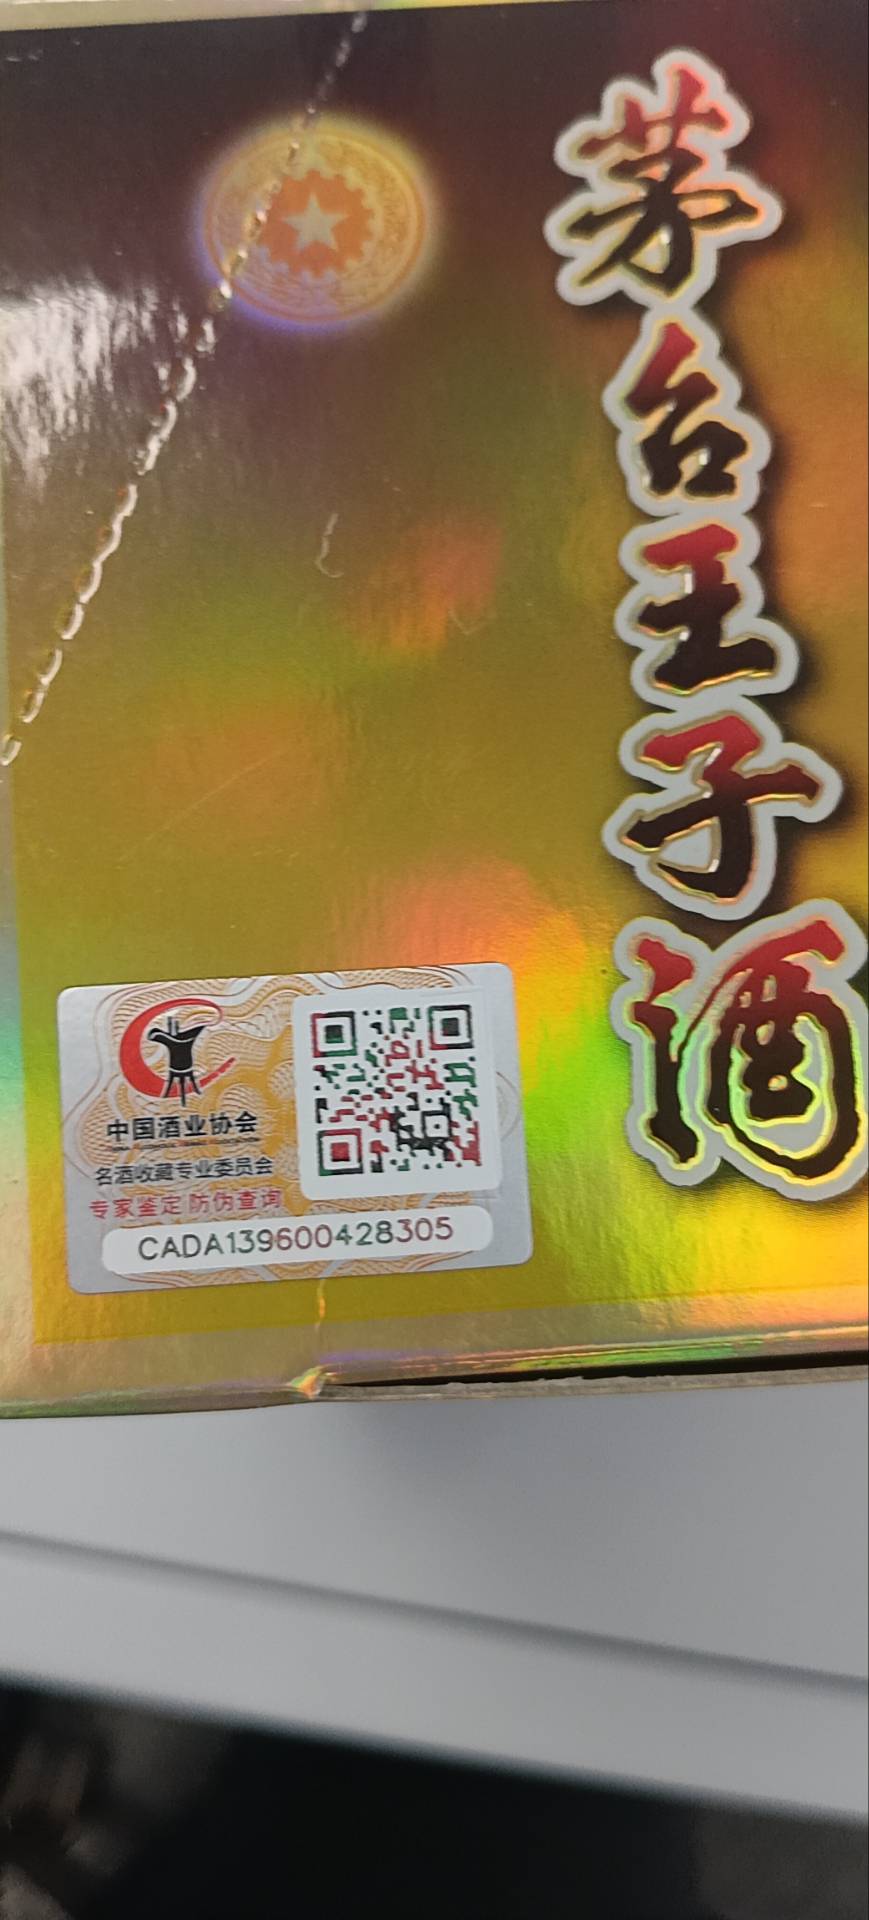 茅台王子酒
中国酒业协会
名酒收藏专业委员会
专家鉴定 防伪查询
CADA139600428305